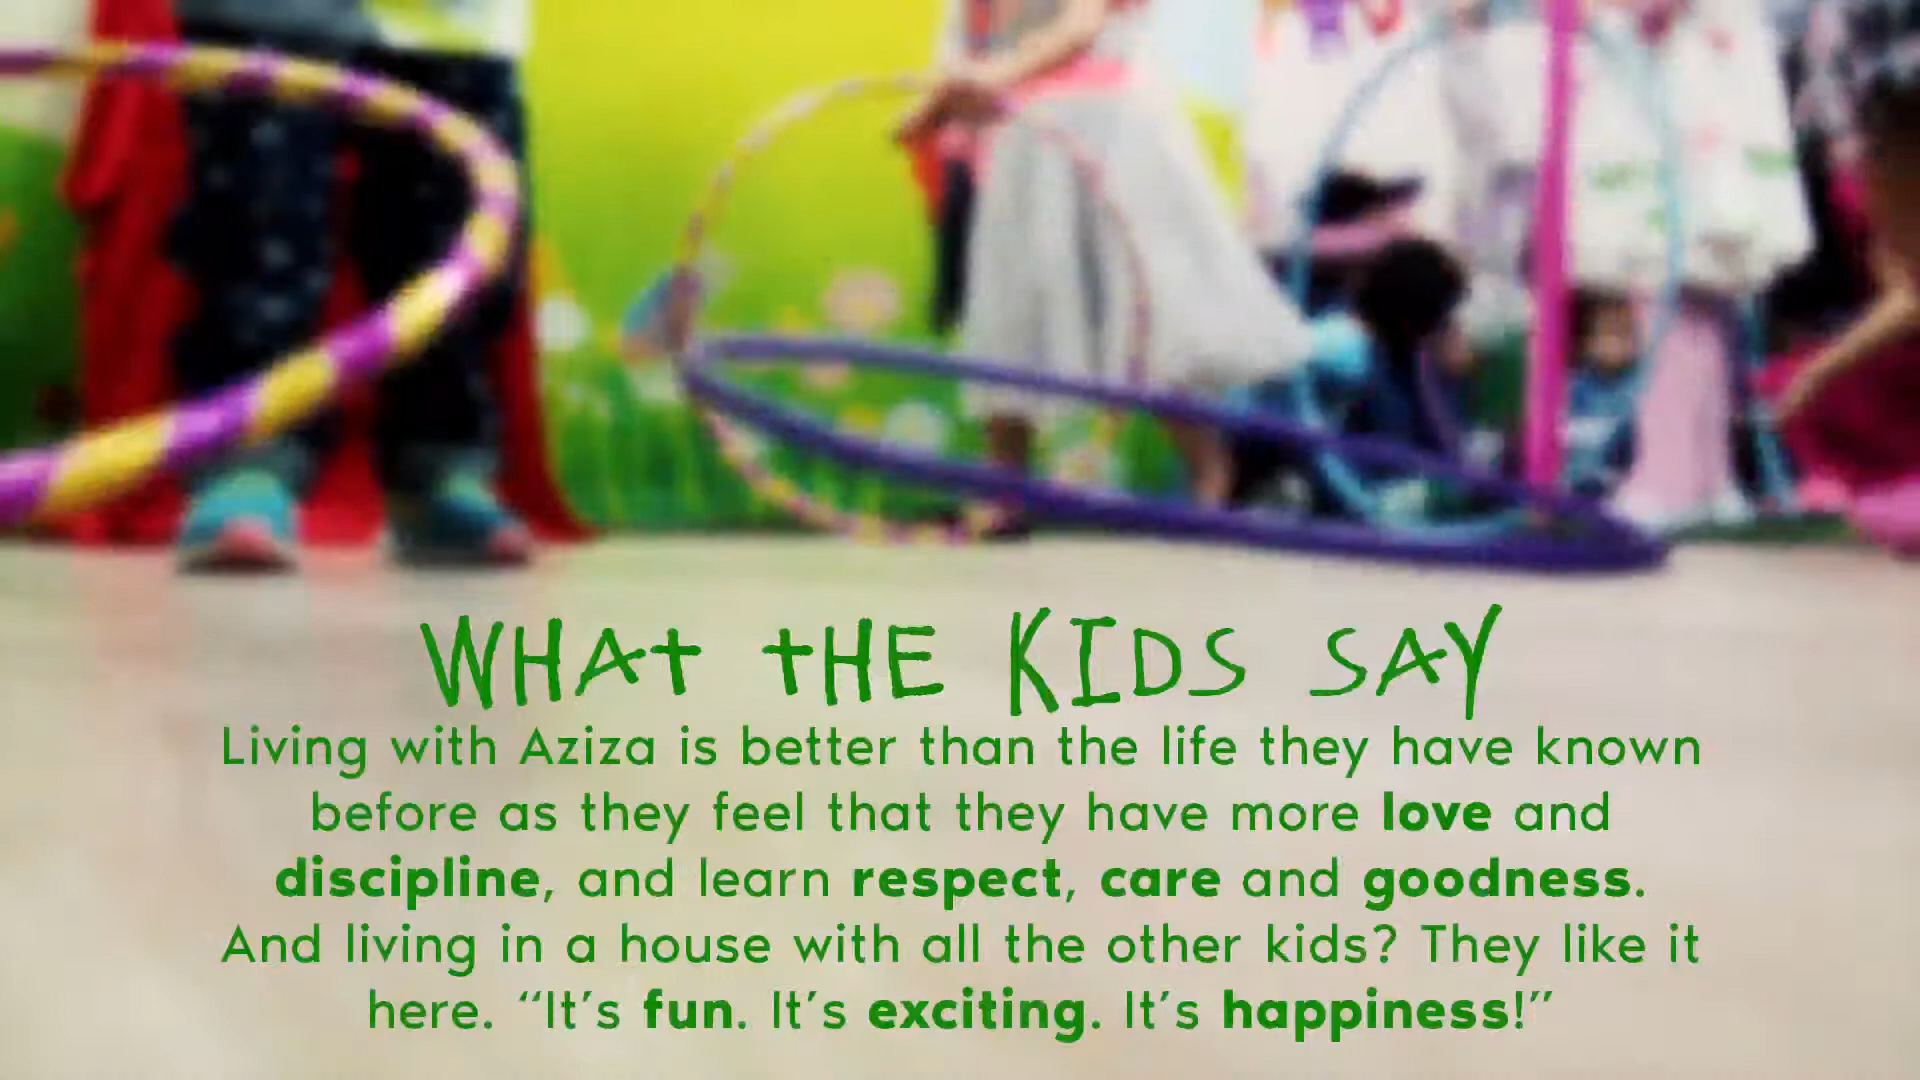 WHAt tHE KIDS SAY
Living with Aziza is better than the life they have known
before as they feel that they have more love and
discipline, and learn respect, care and goodness.
And living in a house with all the other kids? They like it
here. “It’s fun. It’s exciting. It’s happiness!”